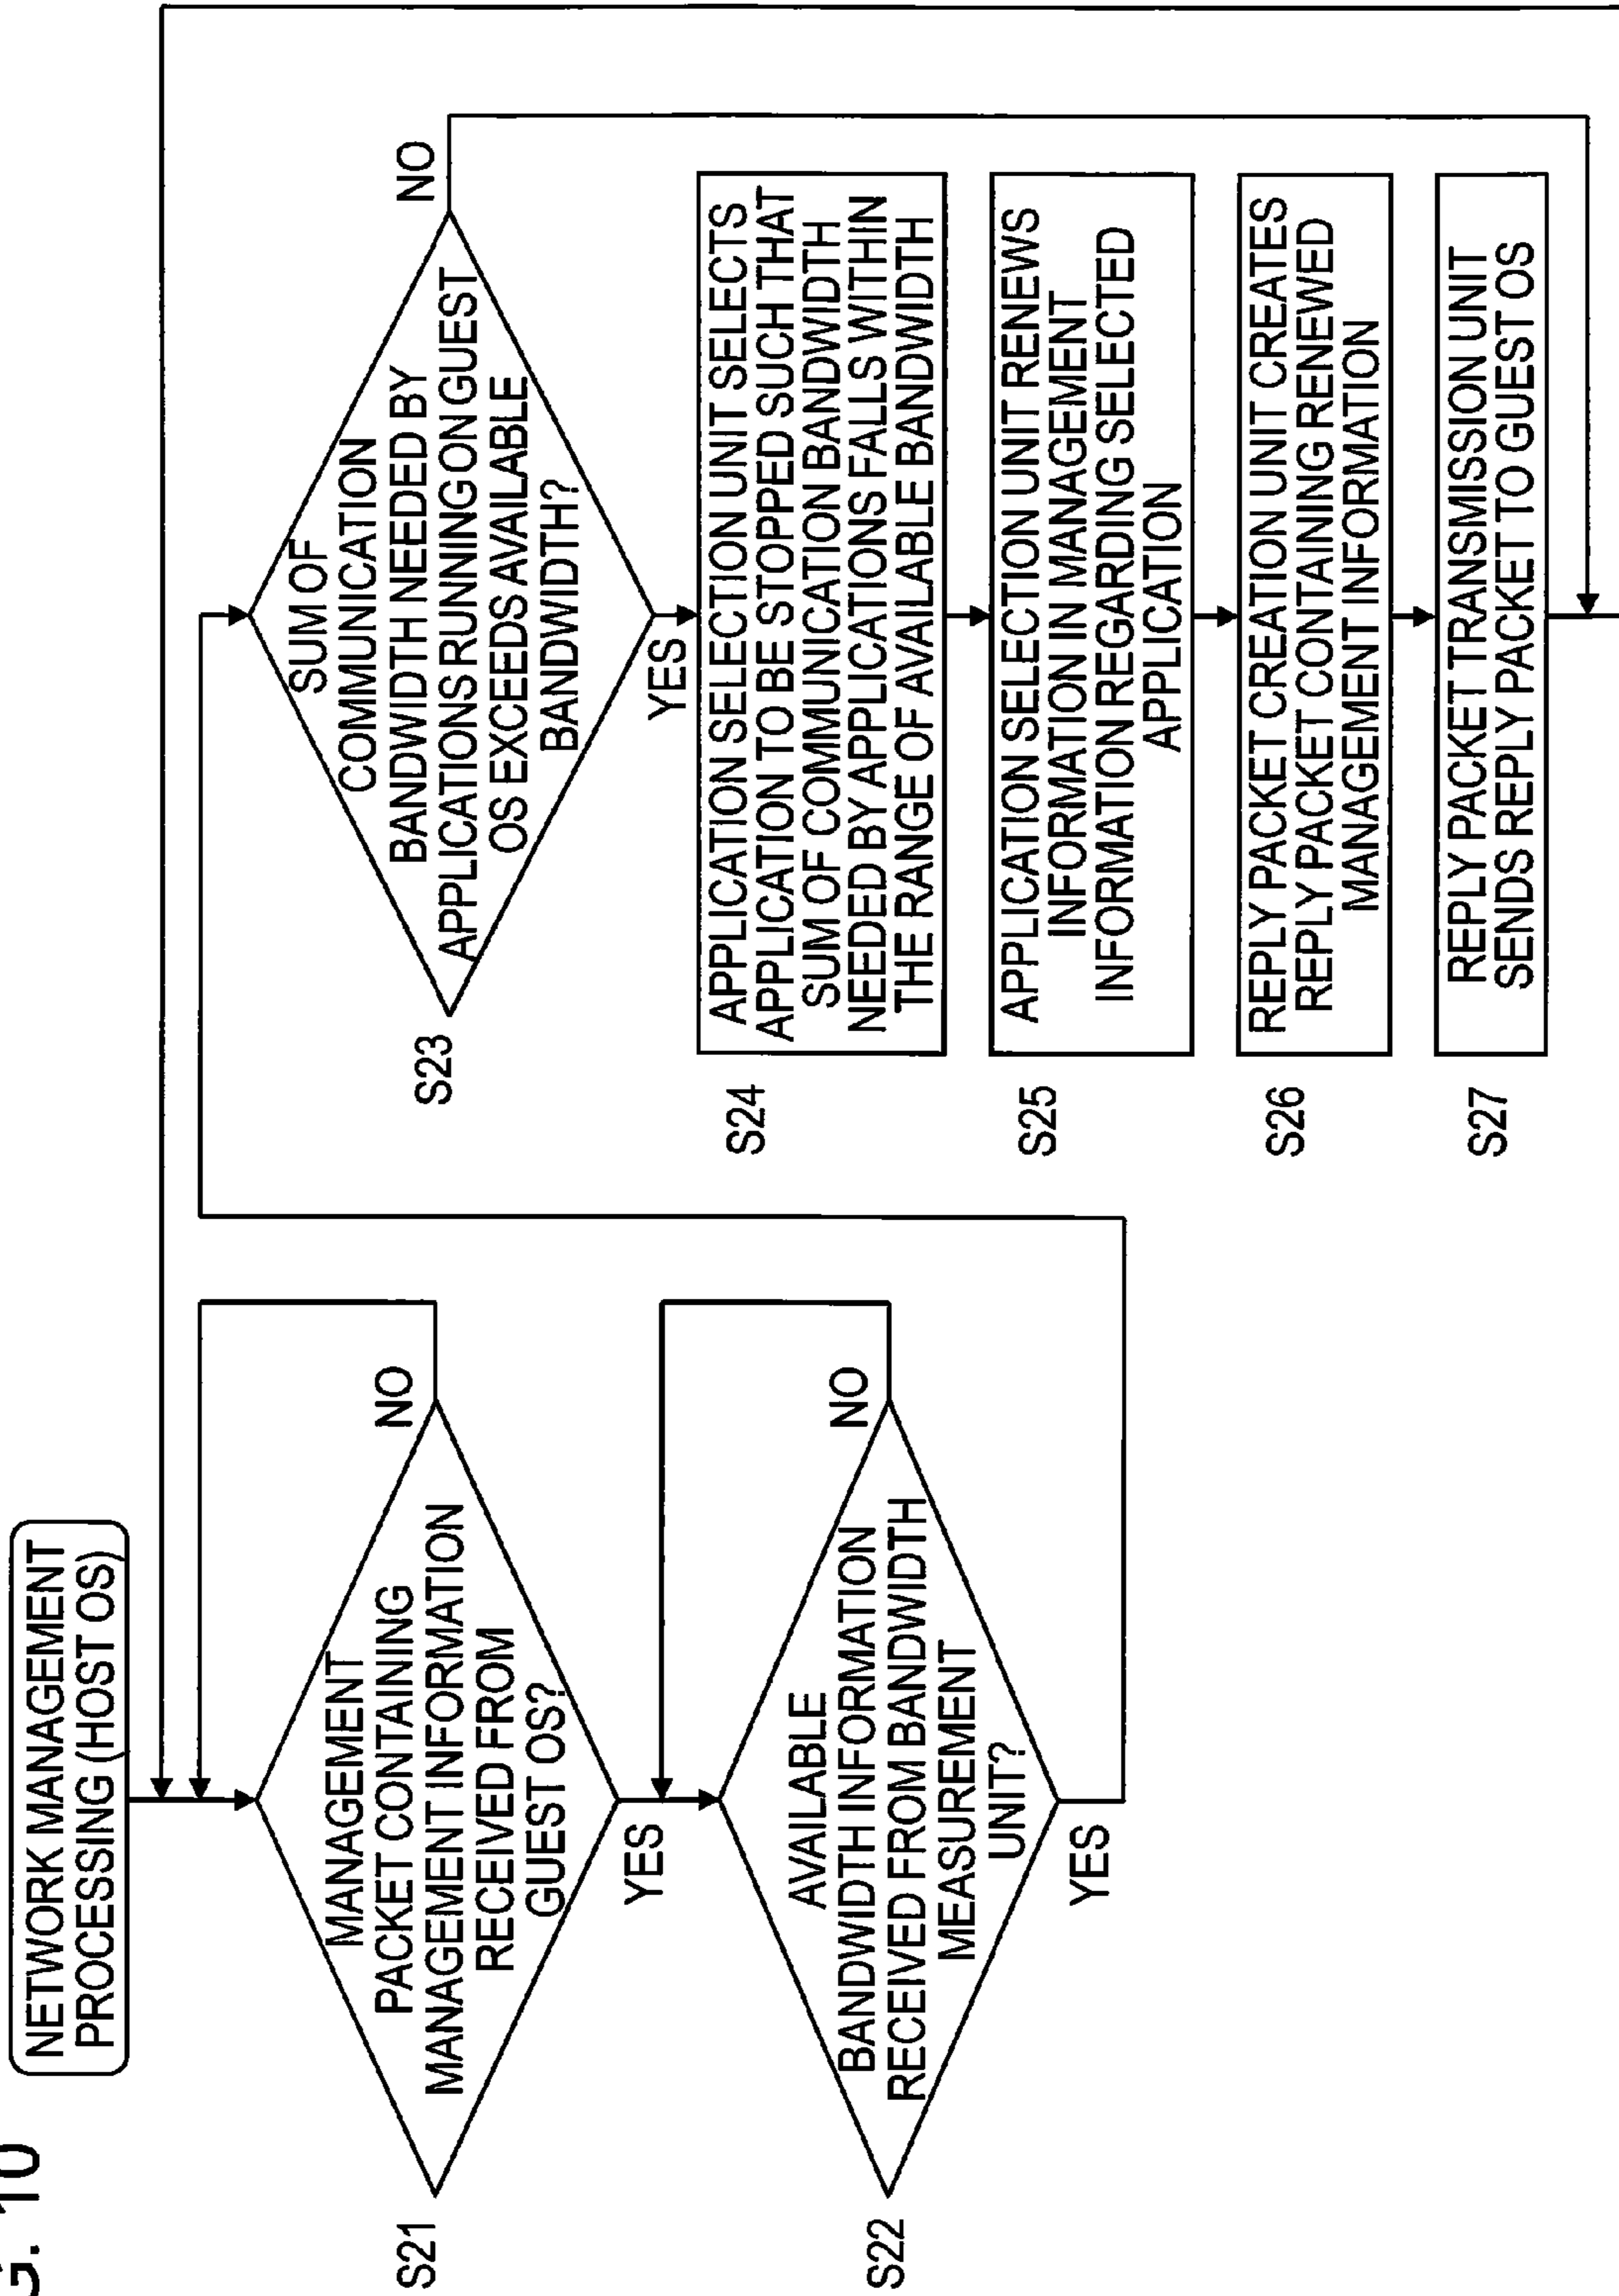 G. 10
NETWORK MANAGEMENT
PROCESSING (HOST OS)
S21
MANAGEMENT
PACKET CONTAINING
MANAGEMENT INFORMATION
RECEIVED FROM
GUEST OS?
NO
YES
S22
AVAILABLE
BANDWIDTH INFORMATION
RECEIVED FROM BANDWIDTH
MEASUREMENT
UNIT?
NO
YES
S23
SUM OF
COMMUNICATION
BANDWIDTH NEEDED BY
APPLICATIONS RUNNING ON GUEST
OS EXCEEDS AVAILABLE
BANDWIDTH?
NO
YES
S24
APPLICATION SELECTION UNIT SELECTS
APPLICATION TO BE STOPPED SUCH THAT
SUM OF COMMUNICATION BANDWIDTH
NEEDED BY APPLICATIONS FALLS WITHIN
THE RANGE OF AVAILABLE BANDWIDTH
S25
APPLICATION SELECTION UNIT RENEWS
INFORMATION IN MANAGEMENT
INFORMATION REGARDING SELECTED
APPLICATION
S26
REPLY PACKET CREATION UNIT CREATES
REPLY PACKET CONTAINING RENEWED
MANAGEMENT INFORMATION
S27
REPLY PACKET TRANSMISSION UNIT
SENDS REPLY PACKET TO GUEST OS